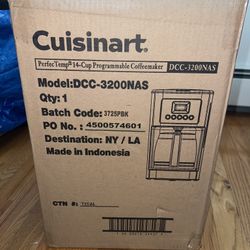 Cuisinart
PerfecTemp® 14-Cup Programmable Coffeemaker DCC-3200NAS
Model:DCC-3200NAS
Qty: 1
Batch Code: 3725PBK
PO No.: 4500574601
Destination: NY / LA
Made in Indonesia
CTN #: